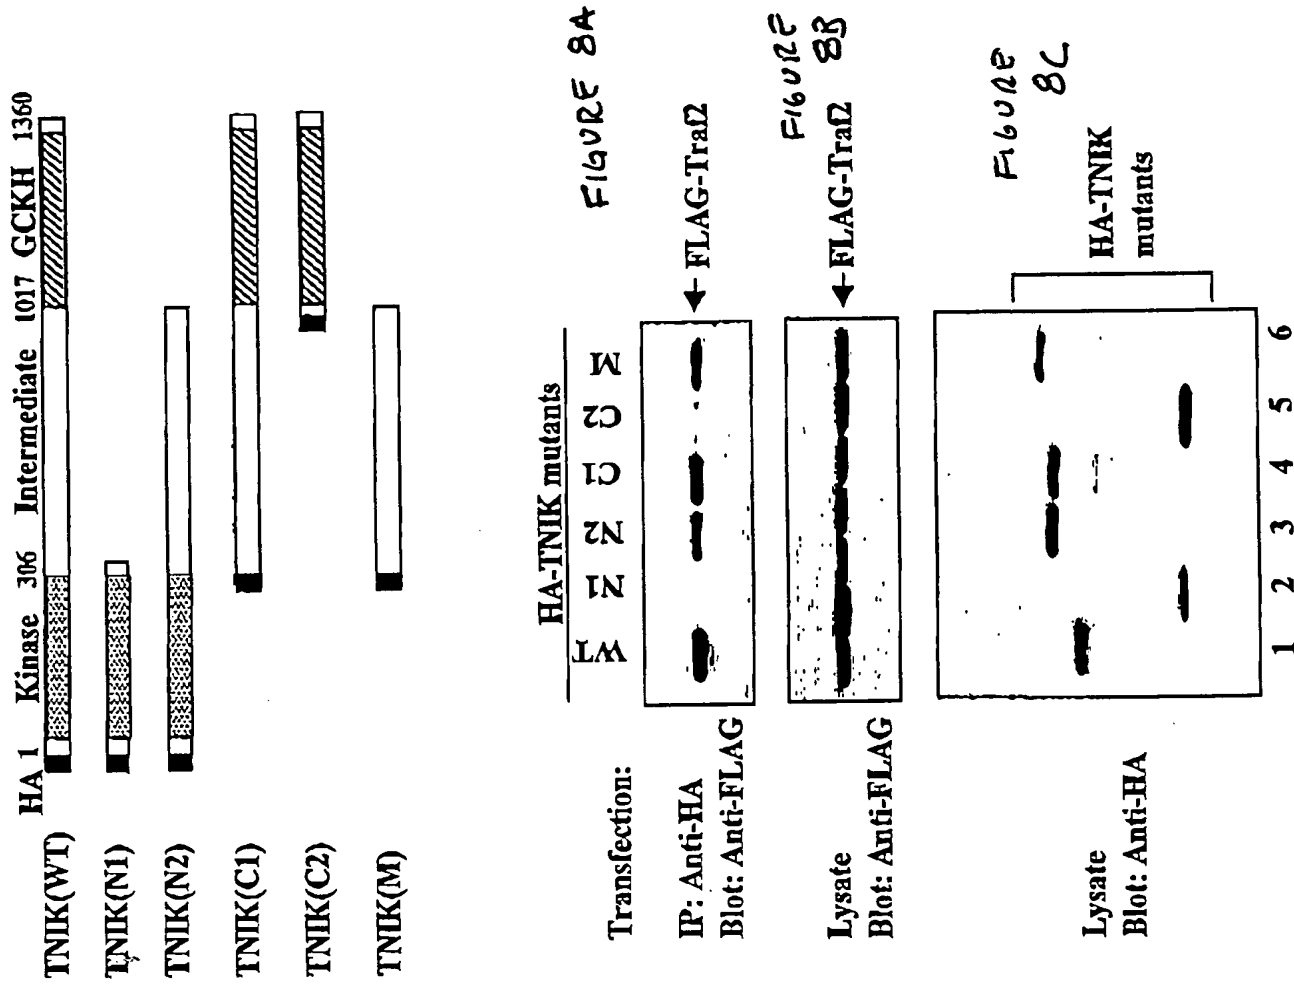 HA 1 Kinase 306 Intermediate 1017 GCKH 1360
TNIK(WT)
TNIK(N1)
TNIK(N2)
TNIK(C1)
TNIK(C2)
TNIK(M)
HA-TNIK mutants
Transfection:
WT N1 N2 C1 C2 M
FIGURE 8A
IP: Anti-HA
Blot: Anti-FLAG
FLAG-Traf2
FIGURE
8B
Lysate
Blot: Anti-FLAG
FLAG-Traf2
FIGURE
8C
Lysate
Blot: Anti-HA
HA-TNIK
mutants
1 2 3 4 5 6